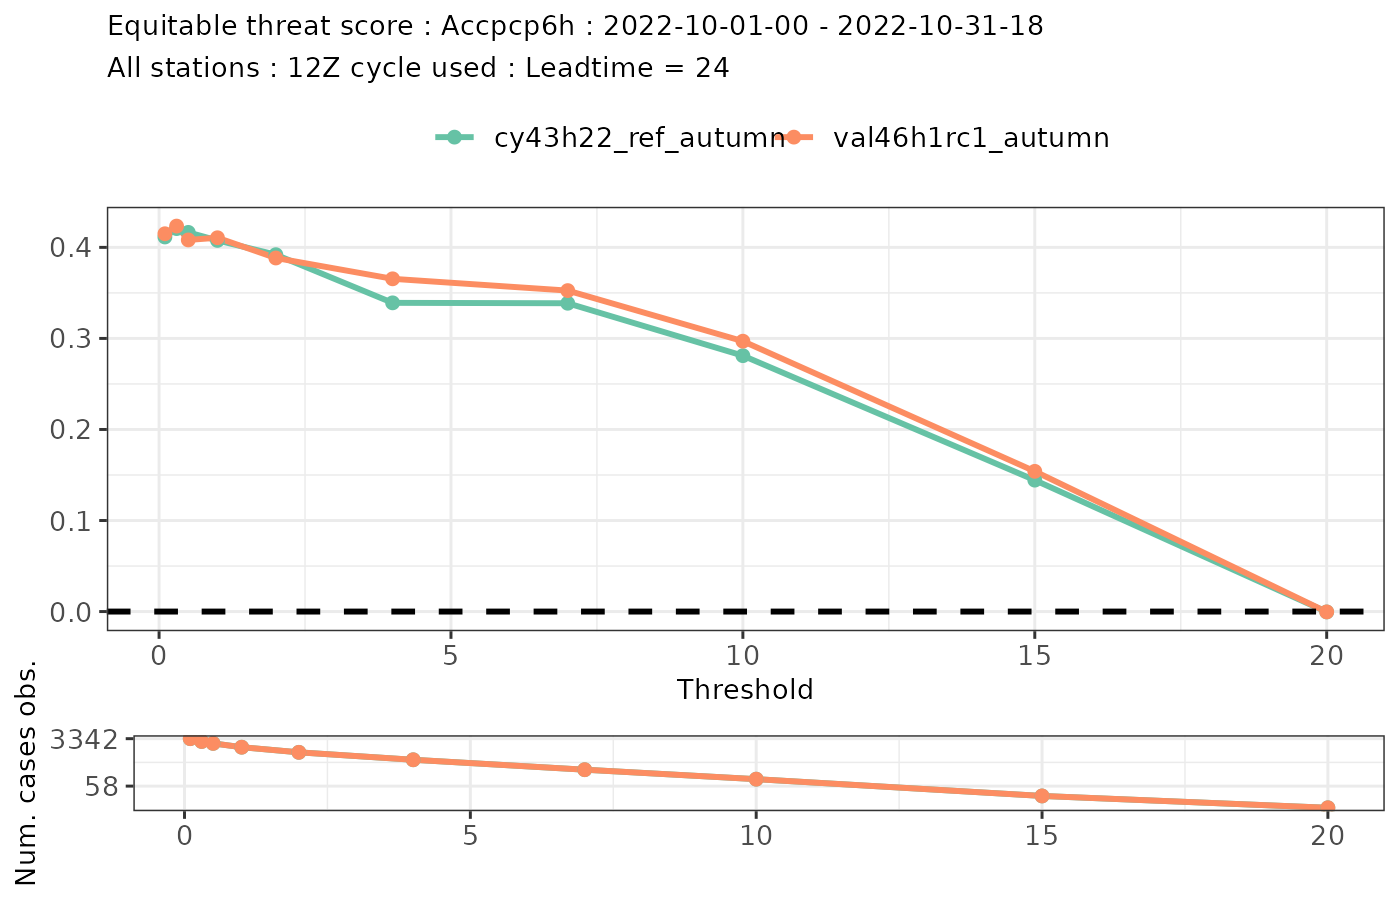 Equitable threat score : Accpcp6h : 2022-10-01-00 - 2022-10-31-18
All stations : 12Z cycle used : Leadtime = 24
cy43h22_ref_autumn val46h1rc1_autumn
0.4
0.3
0.2
0.1
0.0
0 5 10 15 20
Threshold
Num. cases obs.
3342
58
0 5 10 15 20